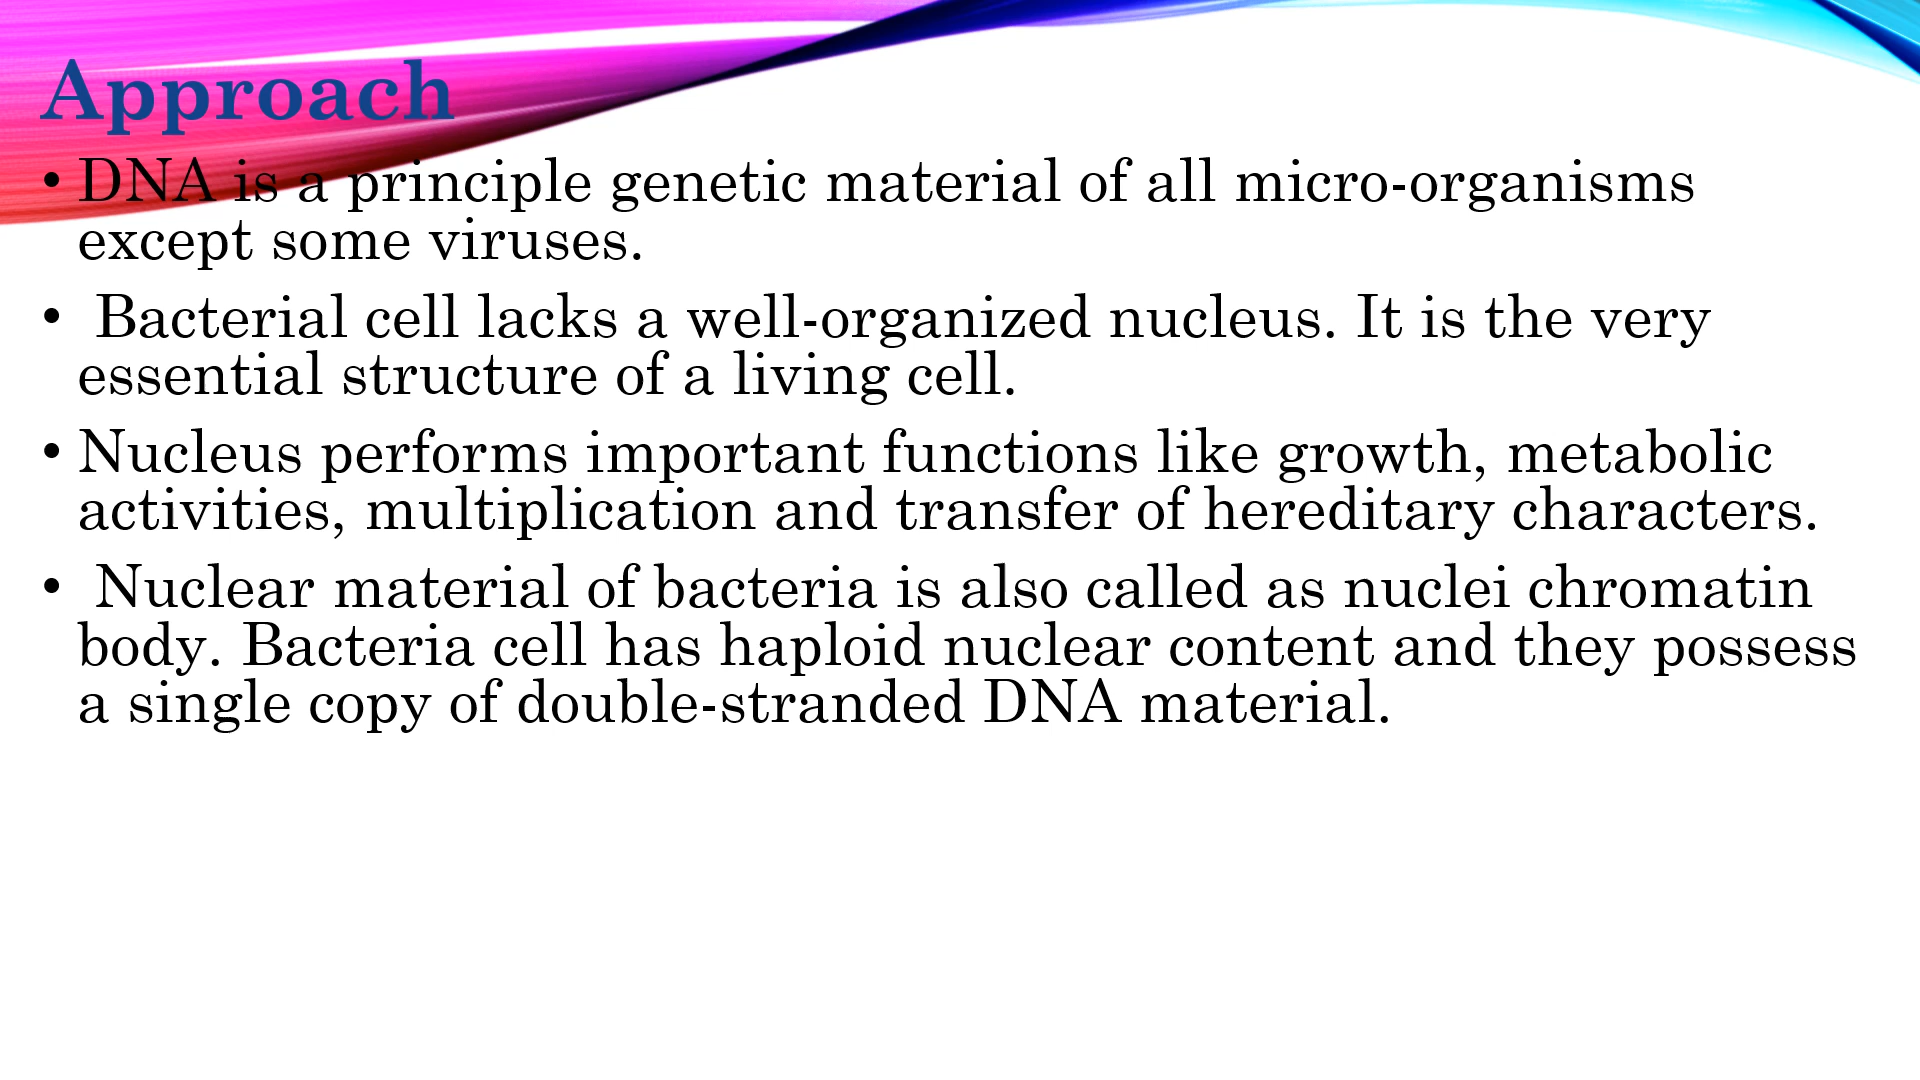 Approach
• DNA is a principle genetic material of all micro-organisms
except some viruses.
• Bacterial cell lacks a well-organized nucleus. It is the very
essential structure of a living cell.
• Nucleus performs important functions like growth, metabolic
activities, multiplication and transfer of hereditary characters.
• Nuclear material of bacteria is also called as nuclei chromatin
body. Bacteria cell has haploid nuclear content and they possess
a single copy of double-stranded DNA material.